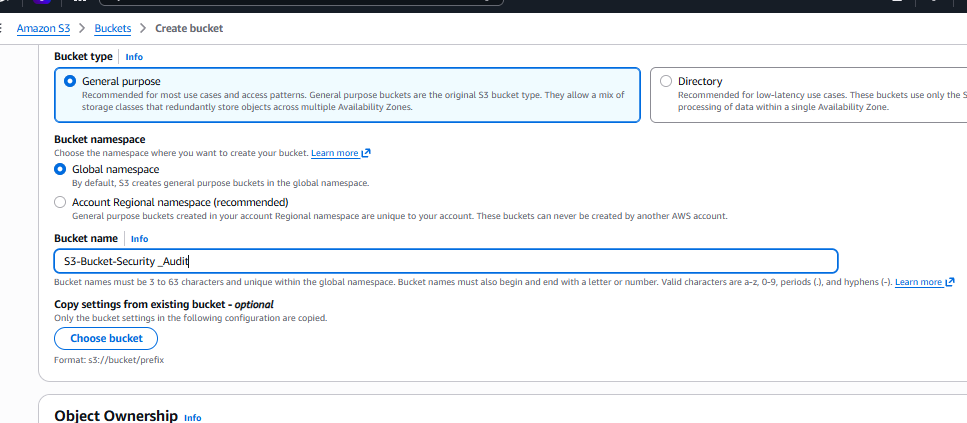 Amazon S3 > Buckets > Create bucket
Bucket type | Info
General purpose
Recommended for most use cases and access patterns. General purpose buckets are the original S3 bucket type. They allow a mix of
storage classes that redundantly store objects across multiple Availability Zones.
Directory
Recommended for low-latency use cases. These buckets use only the S
processing of data within a single Availability Zone.
Bucket namespace
Choose the namespace where you want to create your bucket. Learn more
Global namespace
By default, S3 creates general purpose buckets in the global namespace.
Account Regional namespace (recommended)
General purpose buckets created in your account Regional namespace are unique to your account. These buckets can never be created by another AWS account.
Bucket name | Info
S3-Bucket-Security _Audit
Bucket names must be 3 to 63 characters and unique within the global namespace. Bucket names must also begin and end with a letter or number. Valid characters are a-z, 0-9, periods (.), and hyphens (-). Learn more
Copy settings from existing bucket - optional
Only the bucket settings in the following configuration are copied.
Choose bucket
Format: s3://bucket/prefix
Object Ownership Info